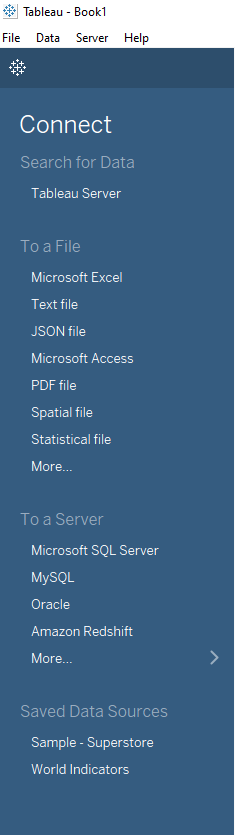 Tableau - Book1
File Data Server Help
Connect
Search for Data
Tableau Server
To a File
Microsoft Excel
Text file
JSON file
Microsoft Access
PDF file
Spatial file
Statistical file
More...
To a Server
Microsoft SQL Server
MySQL
Oracle
Amazon Redshift
More...
Saved Data Sources
Sample - Superstore
World Indicators